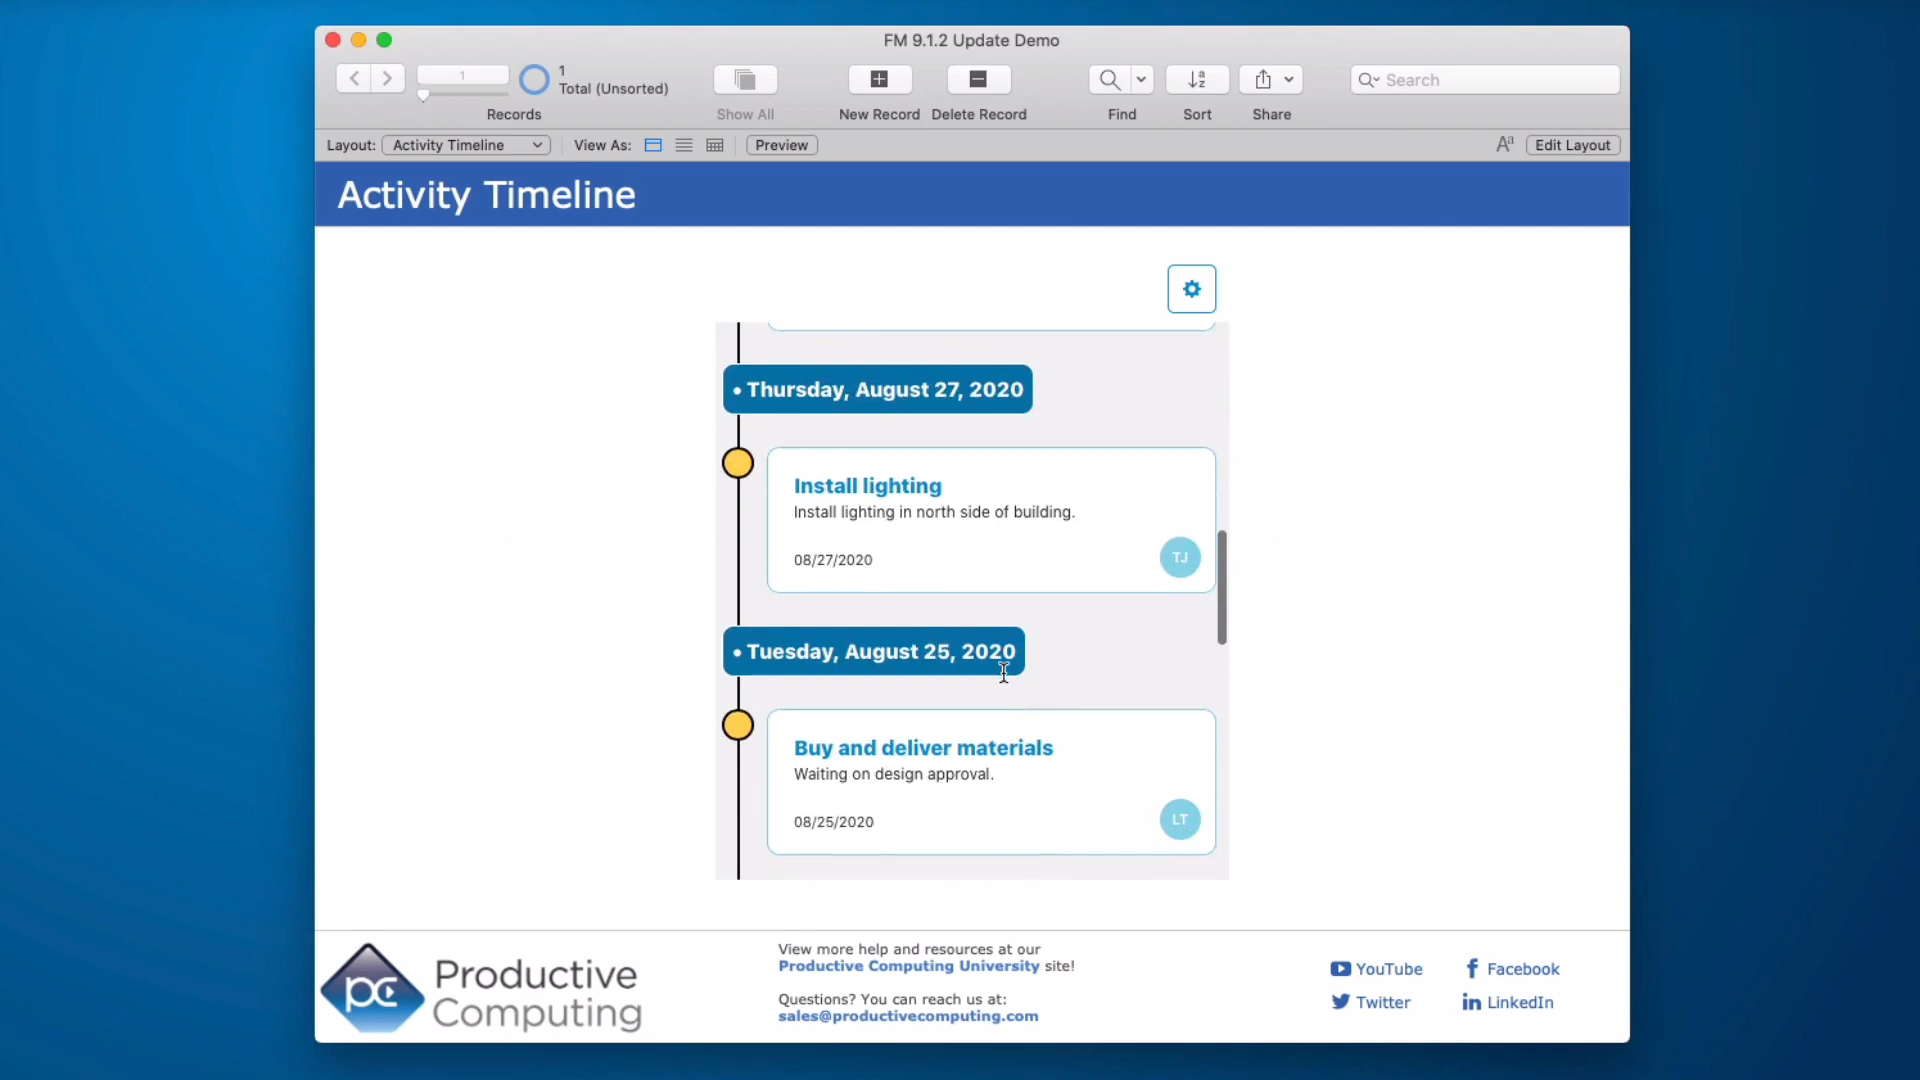 FM 9.1.2 Update Demo
1
1
Total (Unsorted)
Records
Show All
New Record
Delete Record
Find
Sort
Share
Search
Layout: Activity Timeline
View As:
Preview
Aa
Edit Layout
Activity Timeline
• Thursday, August 27, 2020
Install lighting
Install lighting in north side of building.
08/27/2020
TJ
• Tuesday, August 25, 2020
Buy and deliver materials
Waiting on design approval.
08/25/2020
LT
pc
Productive
Computing
View more help and resources at our
Productive Computing University site!
Questions? You can reach us at:
sales@productivecomputing.com
YouTube
Facebook
Twitter
LinkedIn